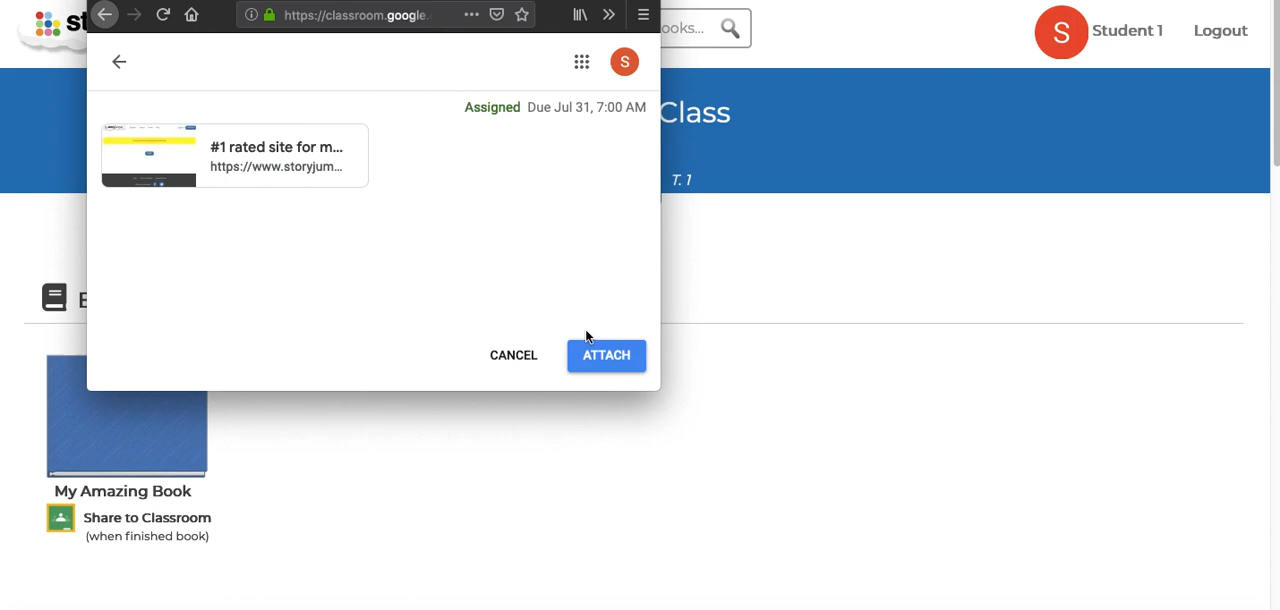 st
https://classroom.google.
ooks...
S
Student 1
Logout
S
Assigned Due Jul 31, 7:00 AM
Class
#1 rated site for m...
https://www.storyjum...
T. 1
CANCEL
ATTACH
My Amazing Book
Share to Classroom
(when finished book)